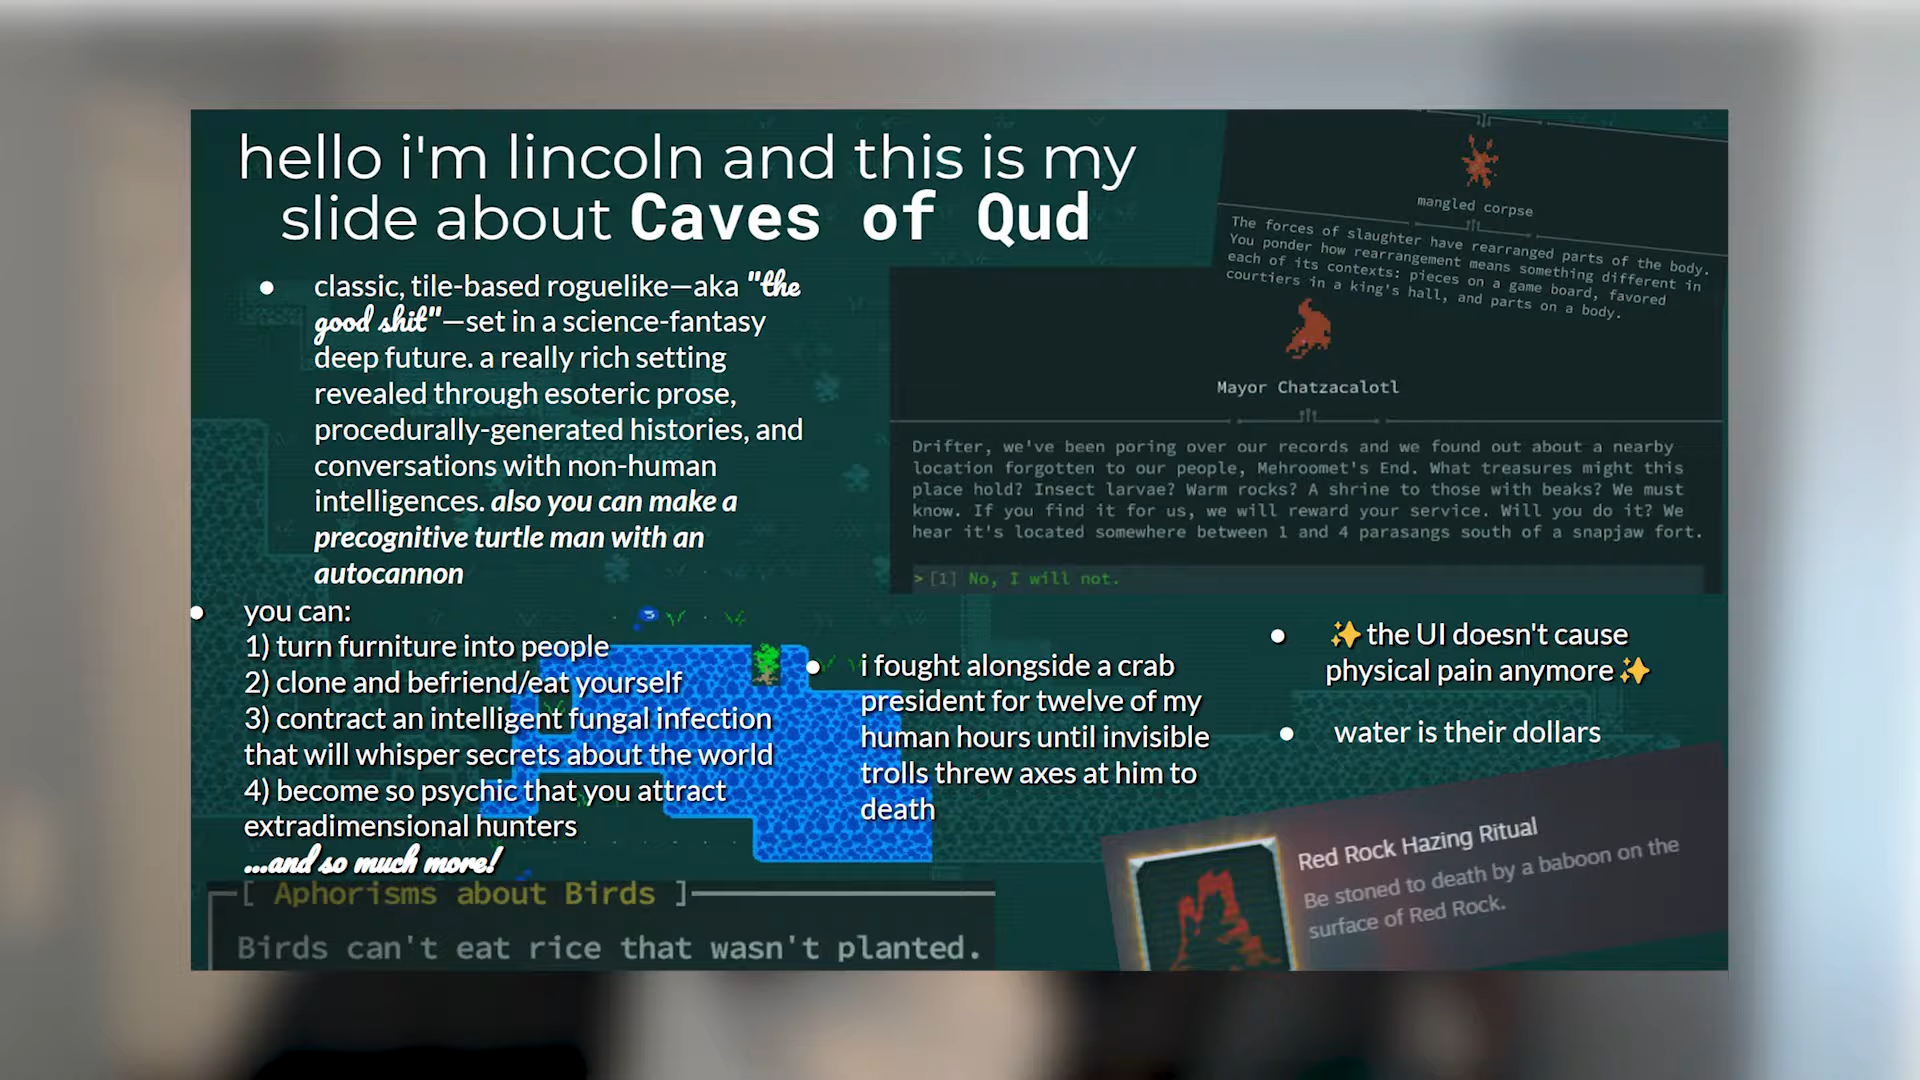 hello i'm lincoln and this is my
slide about Caves of Qud
classic, tile-based roguelike—aka "the
good shit"—set in a science-fantasy
deep future. a really rich setting
revealed through esoteric prose,
procedurally-generated histories, and
conversations with non-human
intelligences. also you can make a
precognitive turtle man with an
autocannon
you can:
1) turn furniture into people
2) clone and befriend/eat yourself
3) contract an intelligent fungal infection
that will whisper secrets about the world
4) become so psychic that you attract
extradimensional hunters
...and so much more!
[ Aphorisms about Birds ]
Birds can't eat rice that wasn't planted.
mangled corpse
The forces of slaughter have rearranged parts of the body.
You ponder how rearrangement means something different in
each of its contexts: pieces on a game board, favored
courtiers in a king's hall, and parts on a body.
Mayor Chatzacalotl
Drifter, we've been poring over our records and we found out about a nearby
location forgotten to our people, Mehroomet's End. What treasures might this
place hold? Insect larvae? Warm rocks? A shrine to those with beaks? We must
know. If you find it for us, we will reward your service. Will you do it? We
hear it's located somewhere between 1 and 4 parasangs south of a snapjaw fort.
>[1] No, I will not.
i fought alongside a crab
president for twelve of my
human hours until invisible
trolls threw axes at him to
death
✨the UI doesn't cause
physical pain anymore✨
water is their dollars
Red Rock Hazing Ritual
Be stoned to death by a baboon on the
surface of Red Rock.